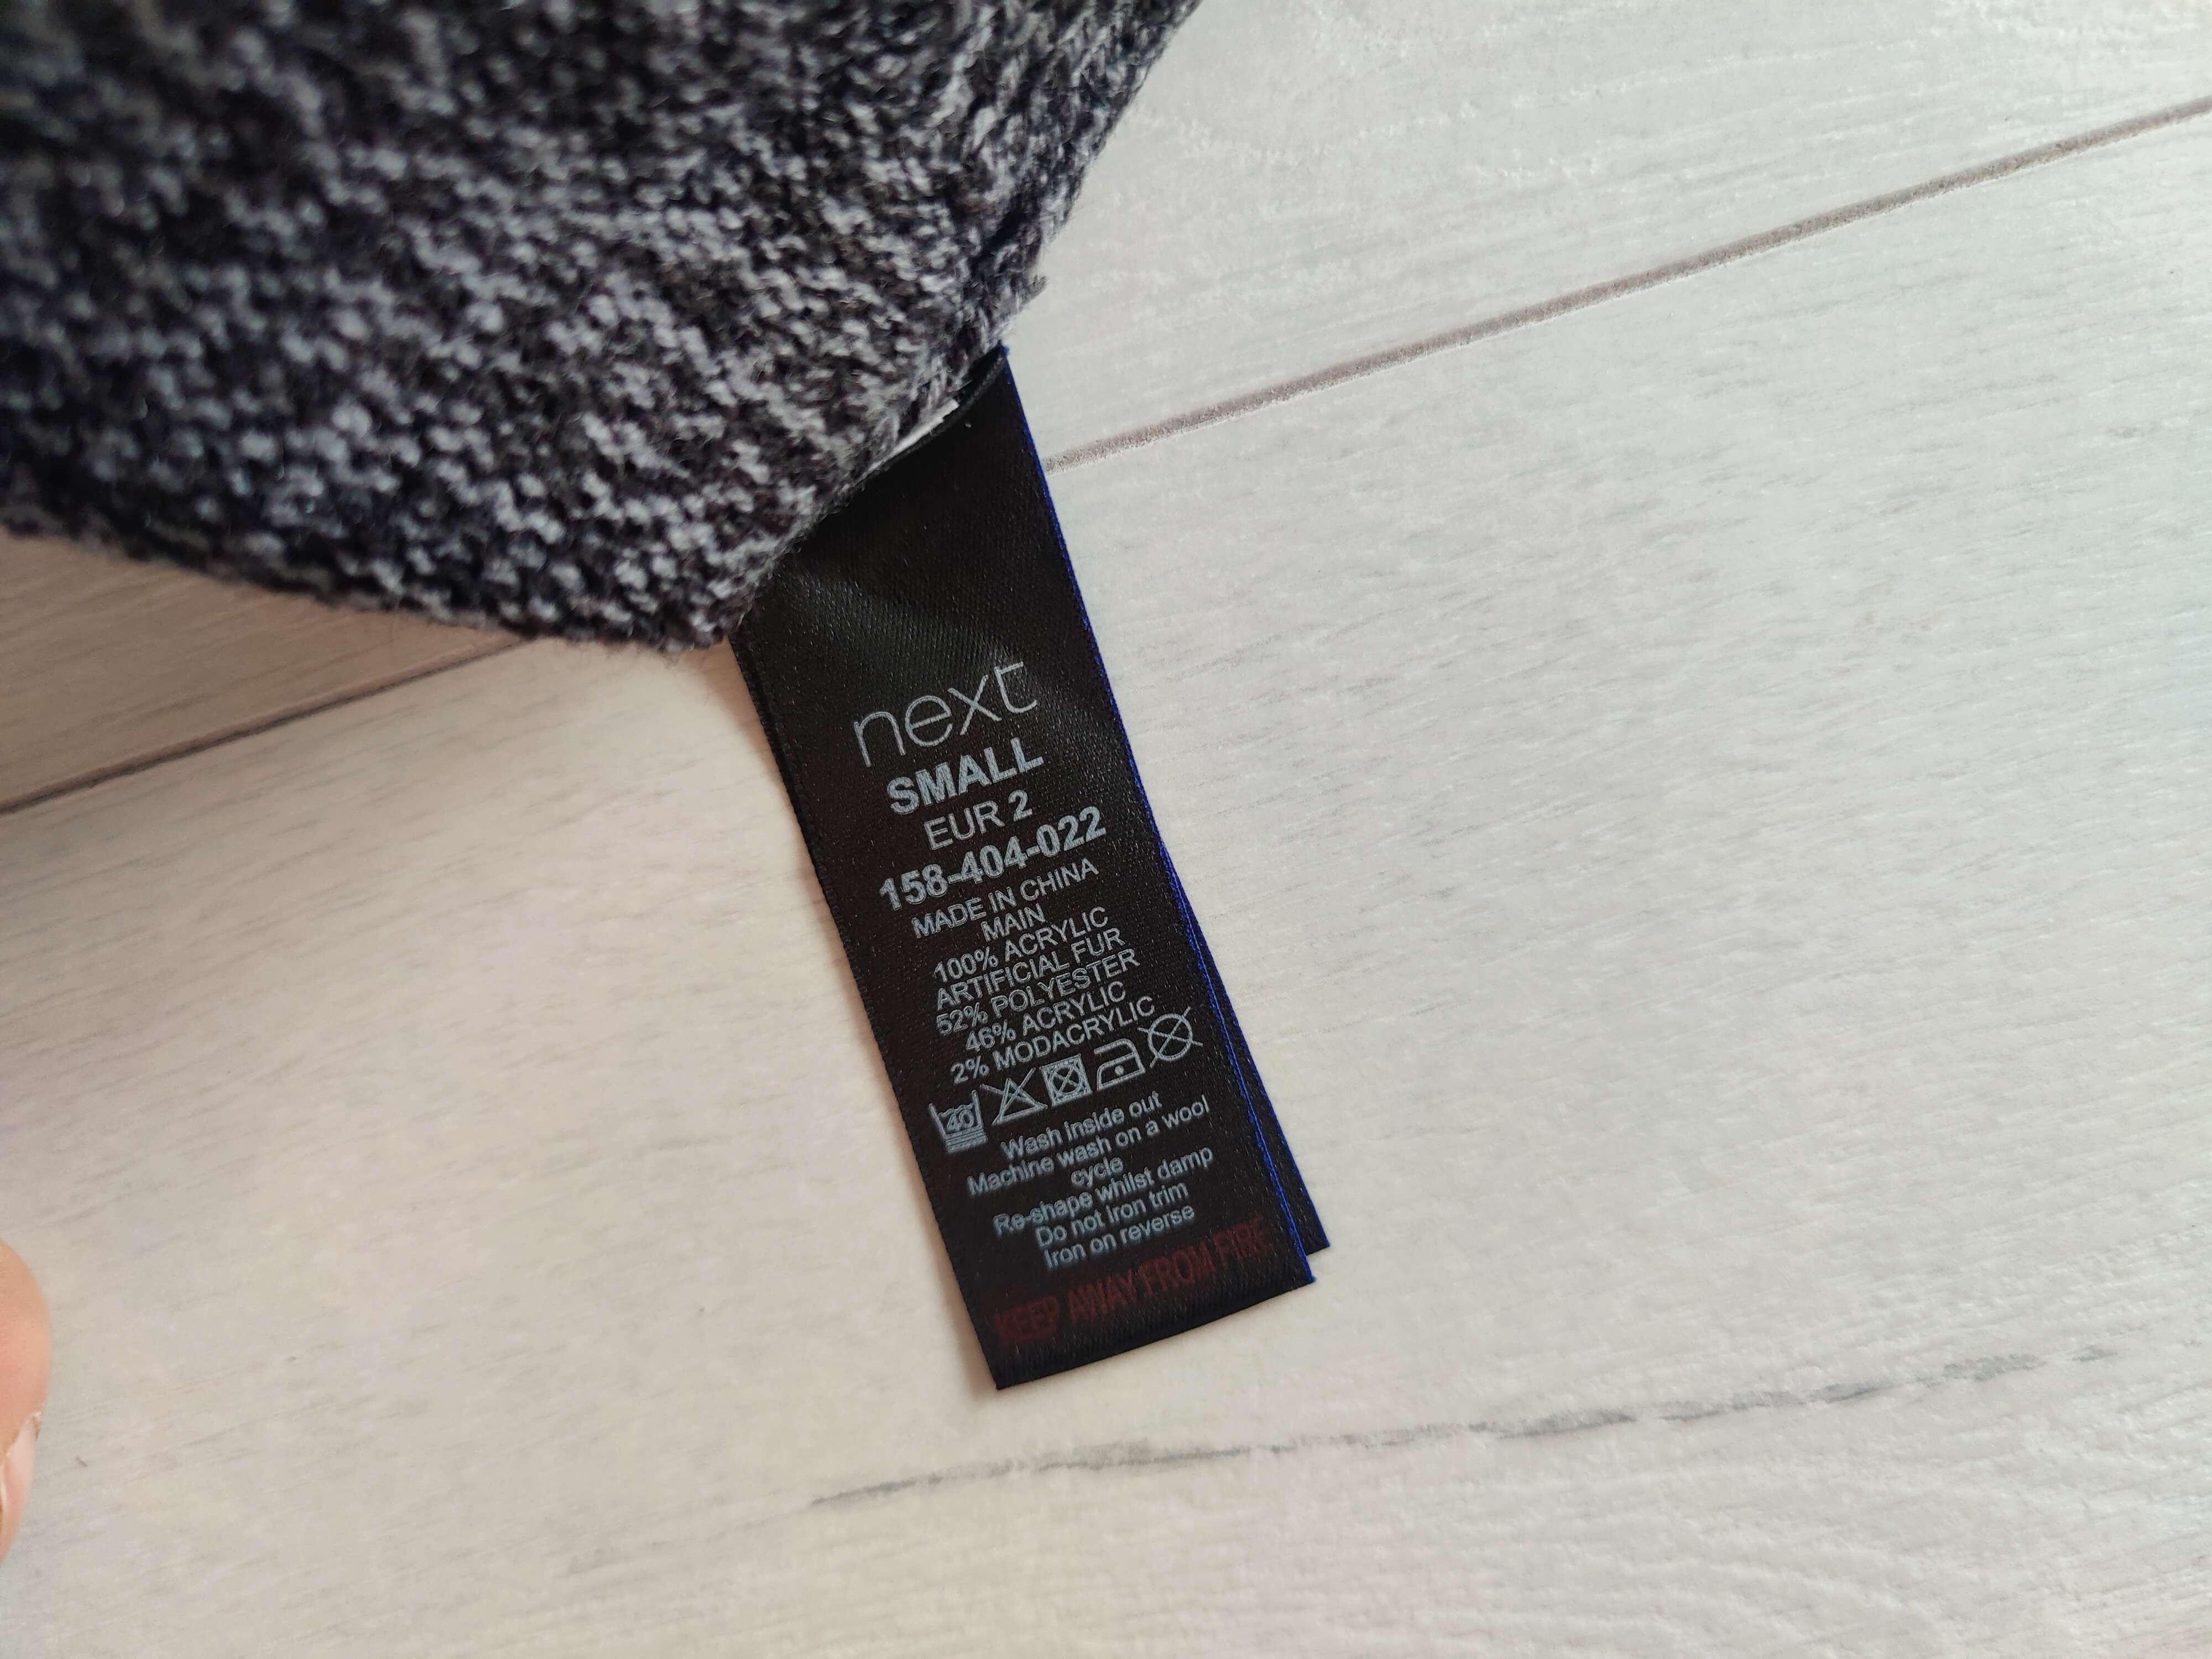 next
SMALL
EUR 2
158-404-022
MADE IN CHINA
MAIN
100% ACRYLIC
ARTIFICIAL FUR
52% POLYESTER
46% ACRYLIC
2% MODACRYLIC
40
Wash inside out
Machine wash on a wool
cycle
Re-shape whilst damp
Do not iron trim
Iron on reverse
KEEP AWAY FROM FIRE